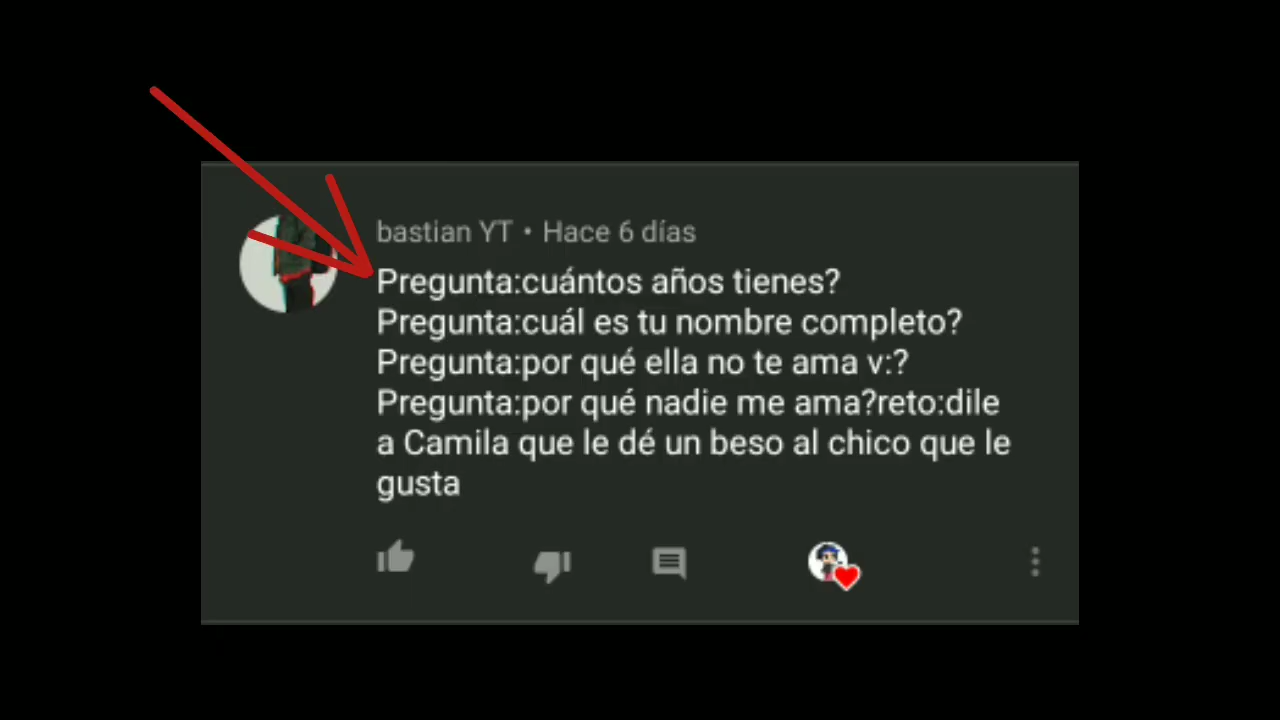 bastian YT • Hace 6 días
Pregunta:cuántos años tienes?
Pregunta:cuál es tu nombre completo?
Pregunta:por qué ella no te ama v:?
Pregunta:por qué nadie me ama?reto:dile
a Camila que le dé un beso al chico que le
gusta